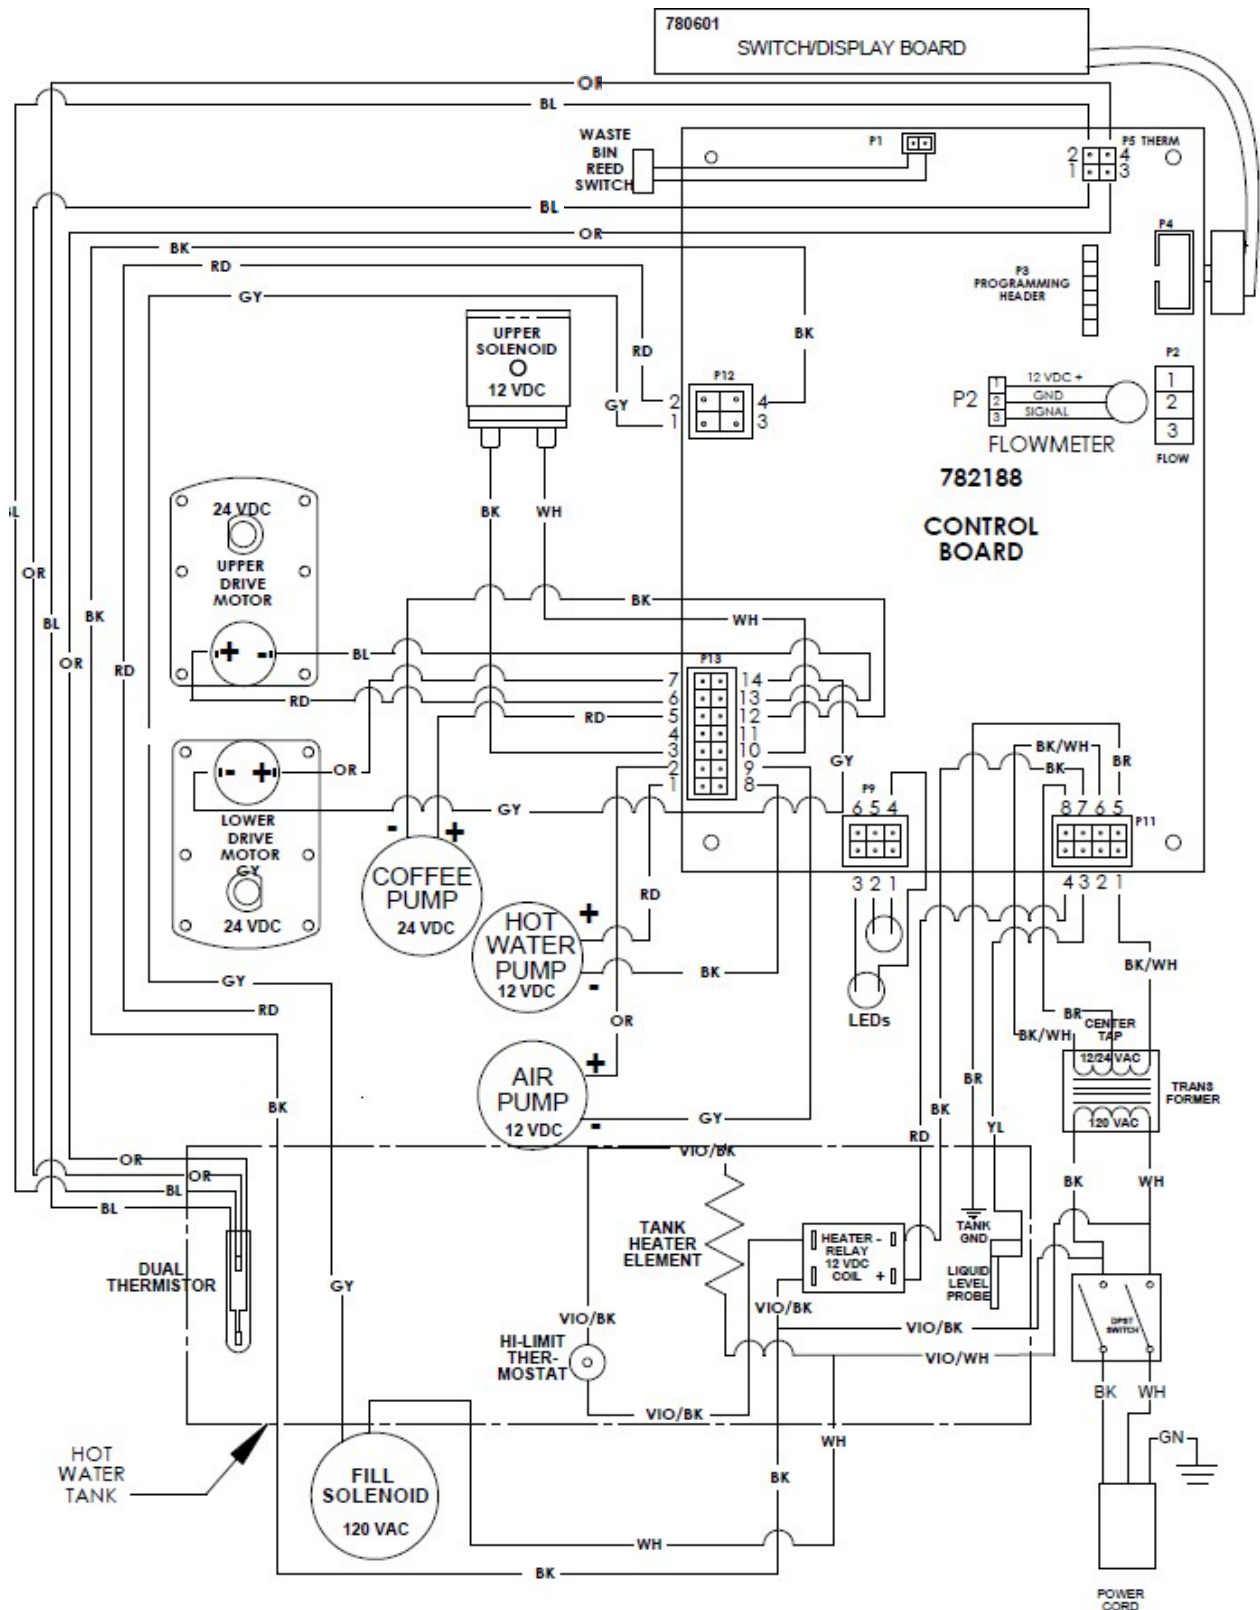 780601
SWITCH/DISPLAY BOARD
OR
BL
WASTE
BIN
REED
SWITCH
P1
P5 THERM
2 4
1 3
BL
OR
BK
RD
GY
P4
P3
PROGRAMMING
HEADER
UPPER
SOLENOID
12 VDC
RD
BK
GY
P12
2 4
1 3
P2
1
2
3
FLOW
P2
1
2
3
12 VDC +
GND
SIGNAL
FLOWMETER
782188
CONTROL
BOARD
24 VDC
UPPER
DRIVE
MOTOR
+ -
BK
WH
OR
BL
BK
OR
RD
BK
WH
BL
RD
RD
P13
7 14
6 13
5 12
4 11
3 10
2 9
1 8
- +
OR
LOWER
DRIVE
MOTOR
GY
24 VDC
GY
GY
BK/WH
BK
BR
P9
6 5 4
3 2 1
8 7 6 5
P11
4 3 2 1
- +
COFFEE
PUMP
24 VDC
RD
HOT
WATER
PUMP
12 VDC
+
-
BK
LEDs
BK/WH
GY
RD
OR
BR
BK/WH
CENTER
TAP
12/24 VAC
TRANS
FORMER
120 VAC
AIR
PUMP
12 VDC
+
-
GY
BK
BR
BK
RD
YL
VIO/BK
OR
OR
BL
BL
BK
WH
TANK
HEATER
ELEMENT
HEATER -
RELAY
12 VDC
COIL +
TANK
GND
LIQUID
LEVEL
PROBE
DUAL
THERMISTOR
GY
VIO/BK
VIO/BK
VIO/BK
DPST
SWITCH
HI-LIMIT
THER-
MOSTAT
VIO/WH
BK
WH
VIO/BK
WH
GN
HOT
WATER
TANK
FILL
SOLENOID
120 VAC
BK
WH
BK
POWER
CORD